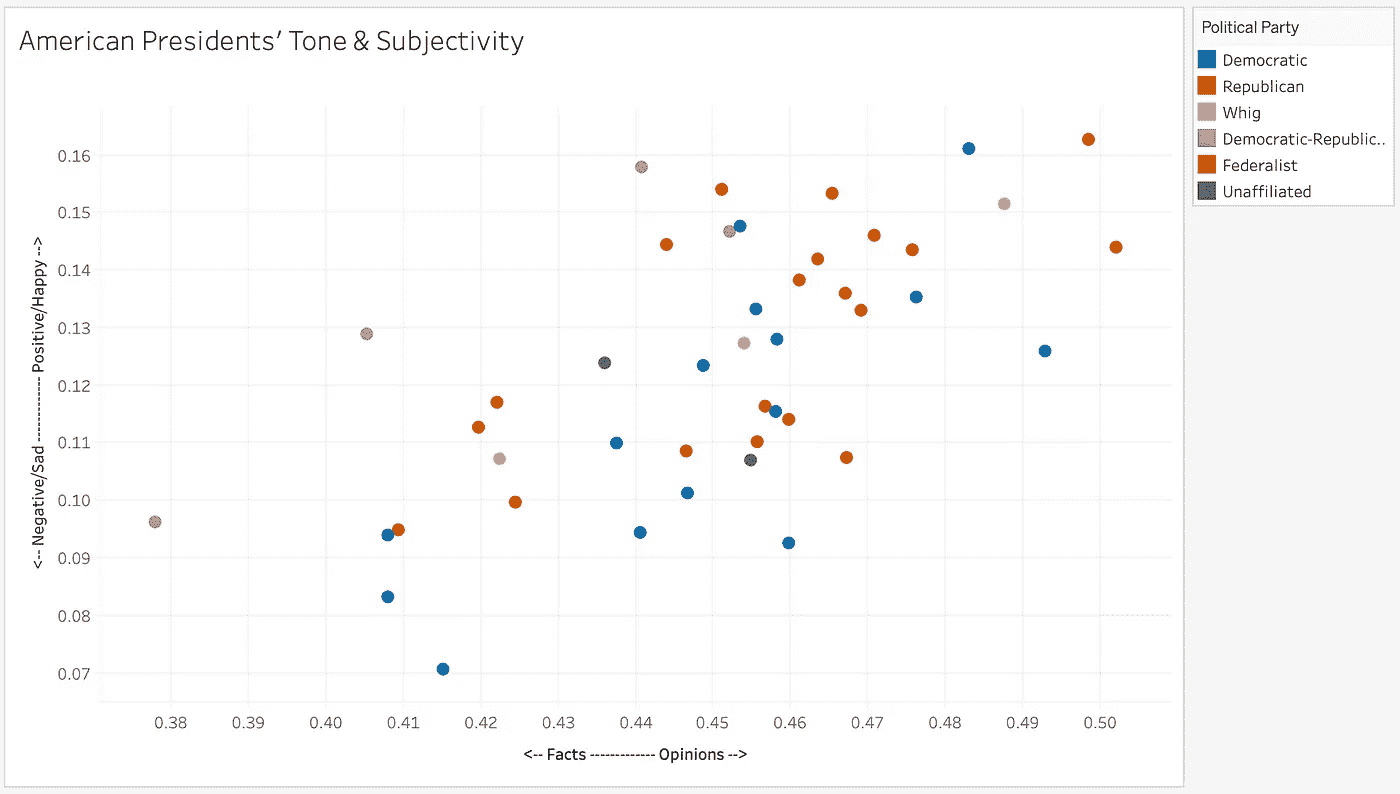 American Presidents' Tone & Subjectivity
Political Party
Democratic
Republican
Whig
Democratic-Republic..
Federalist
Unaffiliated
<-- Negative/Sad ------------- Positive/Happy -->
0.16
0.15
0.14
0.13
0.12
0.11
0.10
0.09
0.08
0.07
0.38 0.39 0.40 0.41 0.42 0.43 0.44 0.45 0.46 0.47 0.48 0.49 0.50
<-- Facts ------------- Opinions -->